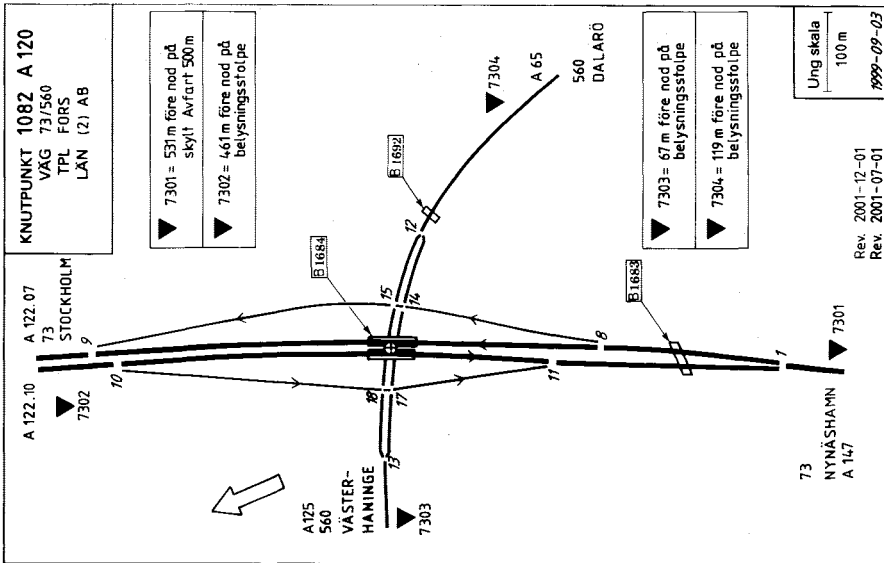 KNUTPUNKT 1082 A 120
VÄG 73/560
TPL FORS
LÄN (2) AB
7301 = 531 m före nod på
skylt Avfart 500 m
7302 = 461 m före nod på
belysningsstolpe
A 122.07
73
STOCKHOLM
A 122.10
7302
9
10
B 1684
15
14
12
B 1692
7304
A 65
560
DALARÖ
18
17
13
A 125
560
VÄSTER-
HANINGE
7303
8
11
B 1683
1
7301
73
NYNÄSHAMN
A 147
7303 = 67 m före nod på
belysningsstolpe
7304 = 119 m före nod på
belysningsstolpe
Ung skala
100 m
1999-09-03
Rev. 2001-12-01
Rev. 2001-07-01